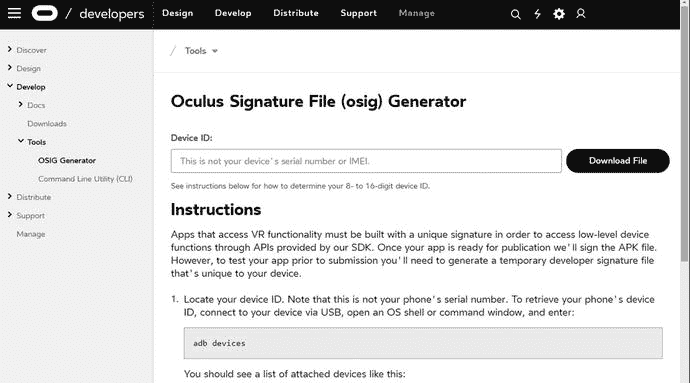 / developers
Design
Develop
Distribute
Support
Manage
Discover
Design
Develop
Docs
Downloads
Tools
OSIG Generator
Command Line Utility (CLI)
Distribute
Support
Manage
/ Tools
Oculus Signature File (osig) Generator
Device ID:
This is not your device's serial number or IMEI.
Download File
See instructions below for how to determine your 8- to 16-digit device ID.
Instructions
Apps that access VR functionality must be built with a unique signature in order to access low-level device
functions through APIs provided by our SDK. Once your app is ready for publication we'll sign the APK file.
However, to test your app prior to submission you'll need to generate a temporary developer signature file
that's unique to your device.
1. Locate your device ID. Note that this is not your phone's serial number. To retrieve your phone's device
ID, connect to your device via USB, open an OS shell or command window, and enter:
adb devices
You should see a list of attached devices like this: